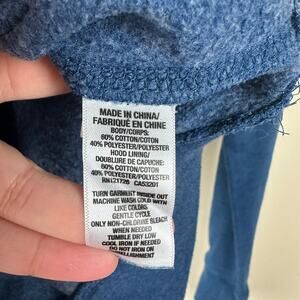 MADE IN CHINA/
FABRIQUÉ EN CHINE
BODY/CORPS:
60% COTTON/COTON
40% POLYESTER/POLYESTER
HOOD LINING/
DOUBLURE DE CAPUCHE:
60% COTTON/COTON
40% POLYESTER/POLYESTER
RN121726 CA53201
TURN GARMENT INSIDE OUT
MACHINE WASH COLD WITH
LIKE COLORS
GENTLE CYCLE
ONLY NON-CHLORINE BLEACH
WHEN NEEDED
TUMBLE DRY LOW
COOL IRON IF NEEDED
DO NOT IRON ON